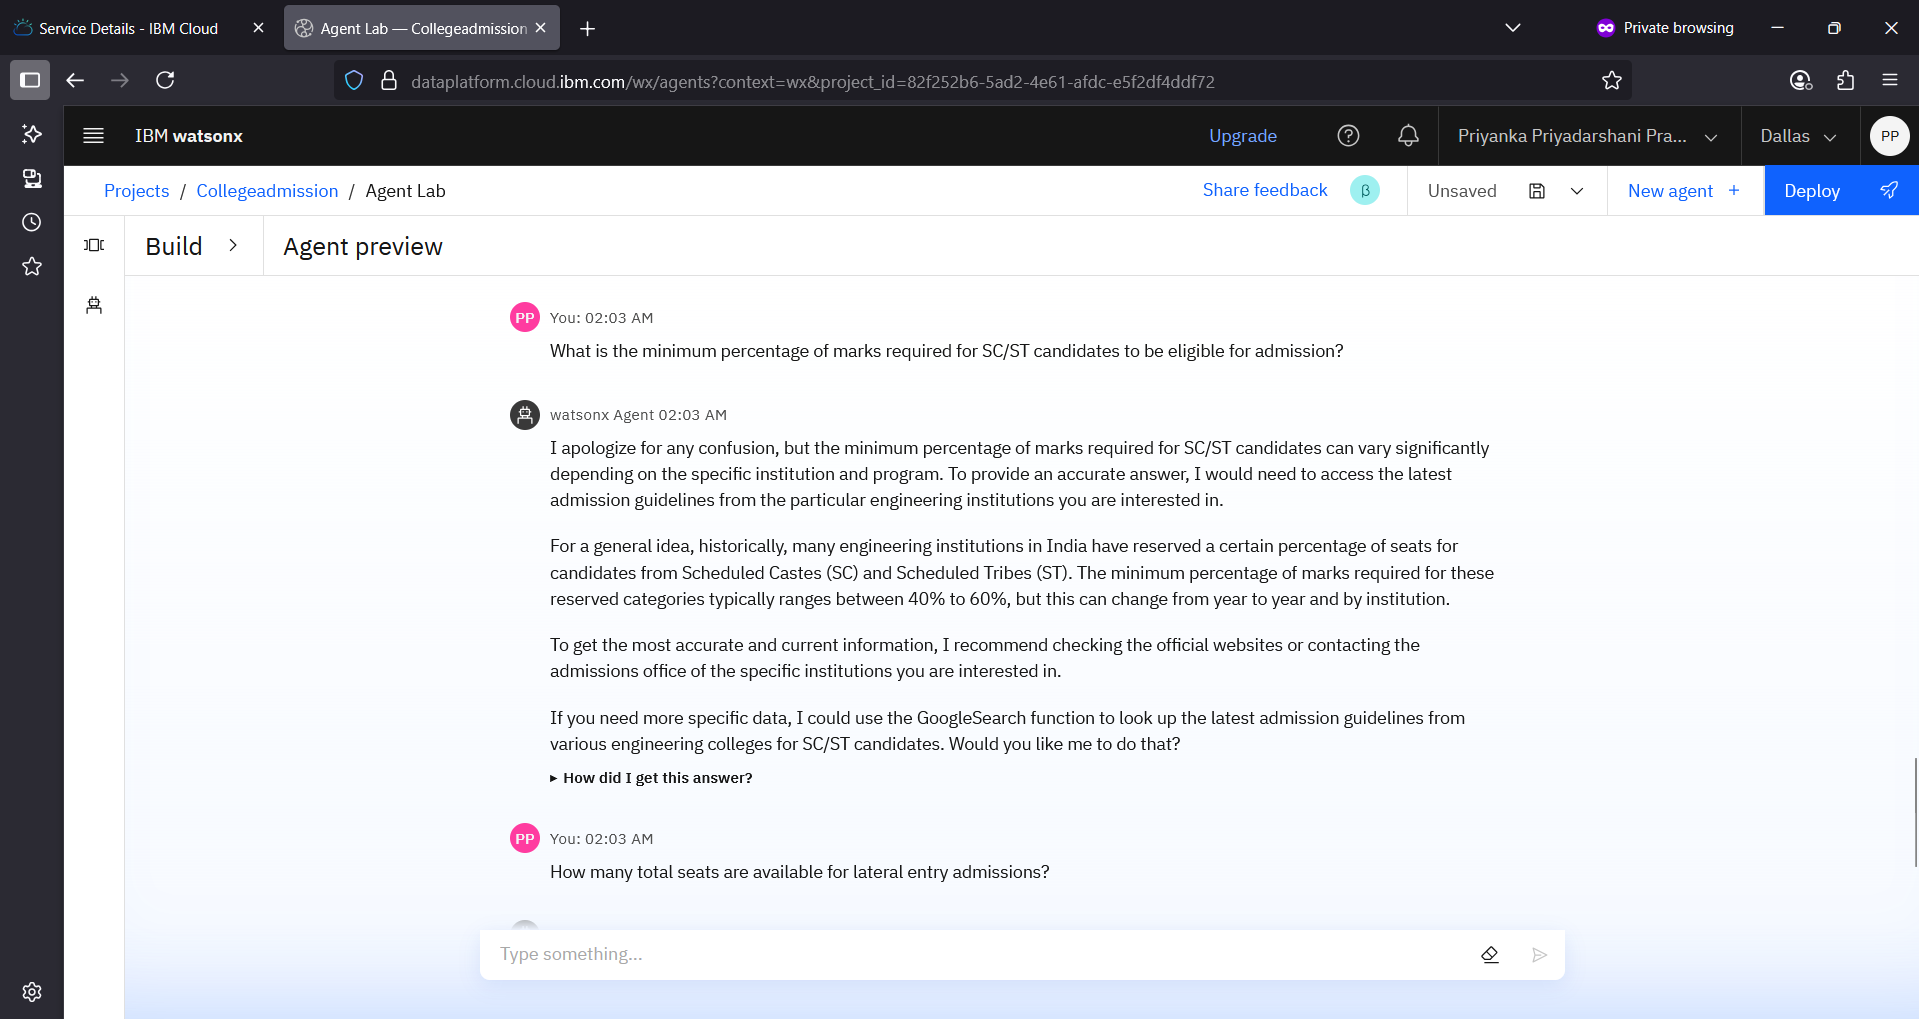 Service Details - IBM Cloud
Agent Lab — Collegeadmission
Private browsing
dataplatform.cloud.ibm.com/wx/agents?context=wx&project_id=82f252b6-5ad2-4e61-afdc-e5f2df4ddf72
IBM watsonx
Upgrade
Priyanka Priyadarshani Pra...
Dallas
PP
Projects / Collegeadmission / Agent Lab
Share feedback
β
Unsaved
New agent +
Deploy
Build
Agent preview
PP
You: 02:03 AM
What is the minimum percentage of marks required for SC/ST candidates to be eligible for admission?
watsonx Agent 02:03 AM
I apologize for any confusion, but the minimum percentage of marks required for SC/ST candidates can vary significantly
depending on the specific institution and program. To provide an accurate answer, I would need to access the latest
admission guidelines from the particular engineering institutions you are interested in.
For a general idea, historically, many engineering institutions in India have reserved a certain percentage of seats for
candidates from Scheduled Castes (SC) and Scheduled Tribes (ST). The minimum percentage of marks required for these
reserved categories typically ranges between 40% to 60%, but this can change from year to year and by institution.
To get the most accurate and current information, I recommend checking the official websites or contacting the
admissions office of the specific institutions you are interested in.
If you need more specific data, I could use the GoogleSearch function to look up the latest admission guidelines from
various engineering colleges for SC/ST candidates. Would you like me to do that?
▸ How did I get this answer?
PP
You: 02:03 AM
How many total seats are available for lateral entry admissions?
Type something...